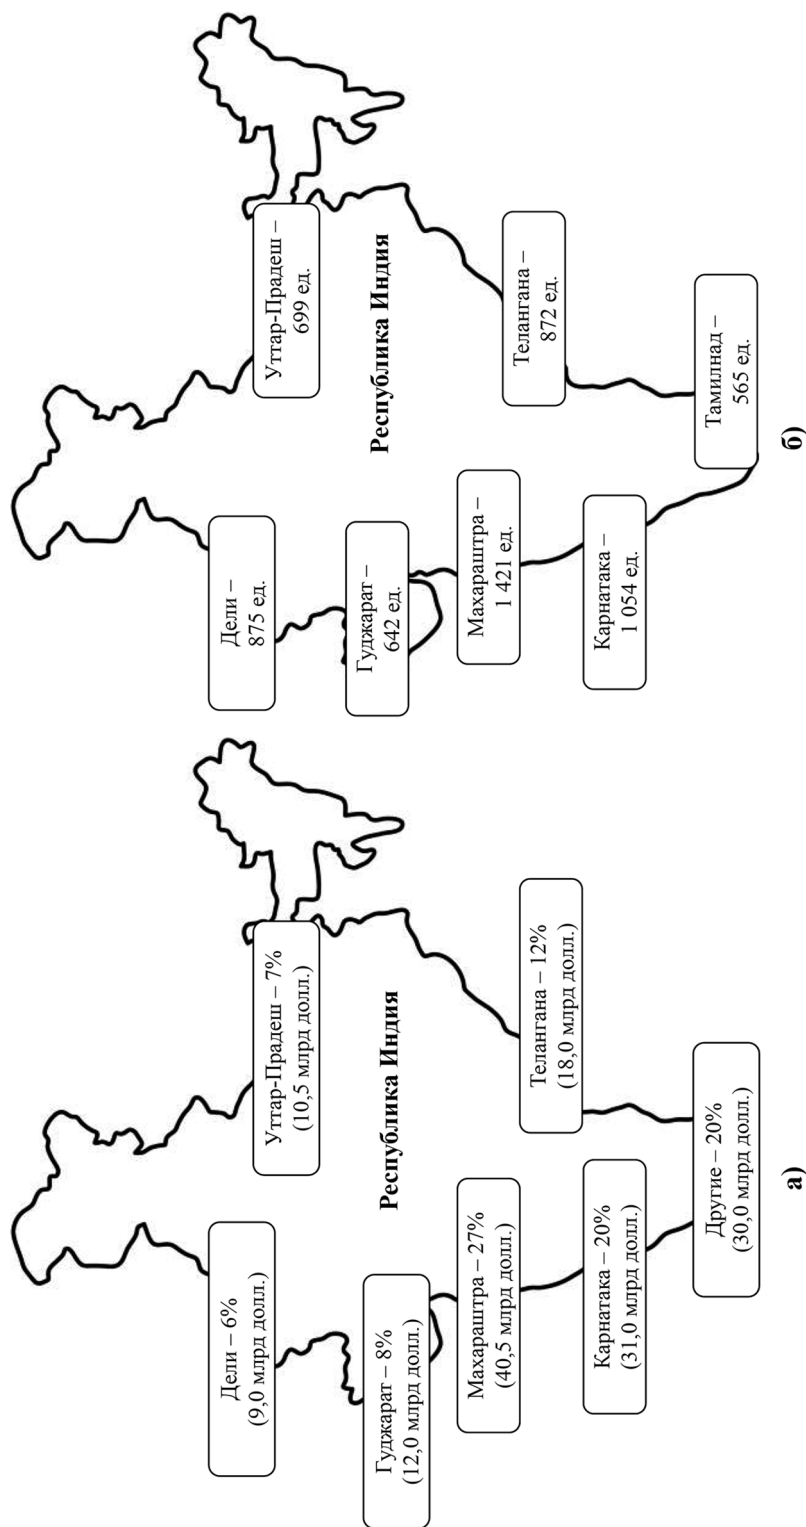 Дели – 6%
(9,0 млрд долл.)
Уттар-Прадеш – 7%
(10,5 млрд долл.)
Гуджарат – 8%
(12,0 млрд долл.)
Республика Индия
Махараштра – 27%
(40,5 млрд долл.)
Телангана – 12%
(18,0 млрд долл.)
Карнатака – 20%
(31,0 млрд долл.)
Другие – 20%
(30,0 млрд долл.)
а)
Дели –
875 ед.
Уттар-Прадеш –
699 ед.
Гуджарат –
642 ед.
Республика Индия
Махараштра –
1 421 ед.
Телангана –
872 ед.
Карнатака –
1 054 ед.
Тамилнад –
565 ед.
б)